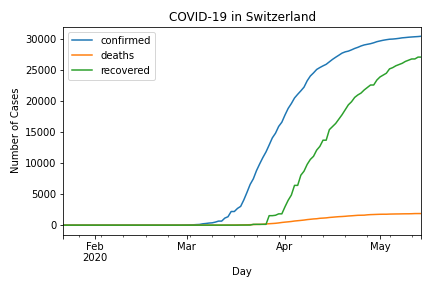 COVID-19 in Switzerland
confirmed
deaths
recovered
Number of Cases
30000
25000
20000
15000
10000
5000
0
Feb
2020
Mar
Apr
May
Day